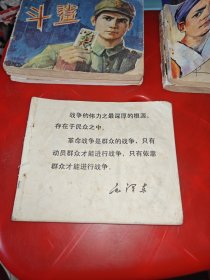 斗鲨
战争的伟力之最深厚的根源，
存在于民众之中。
革命战争是群众的战争，只有
动员群众才能进行战争，只有依靠
群众才能进行战争。
毛泽东